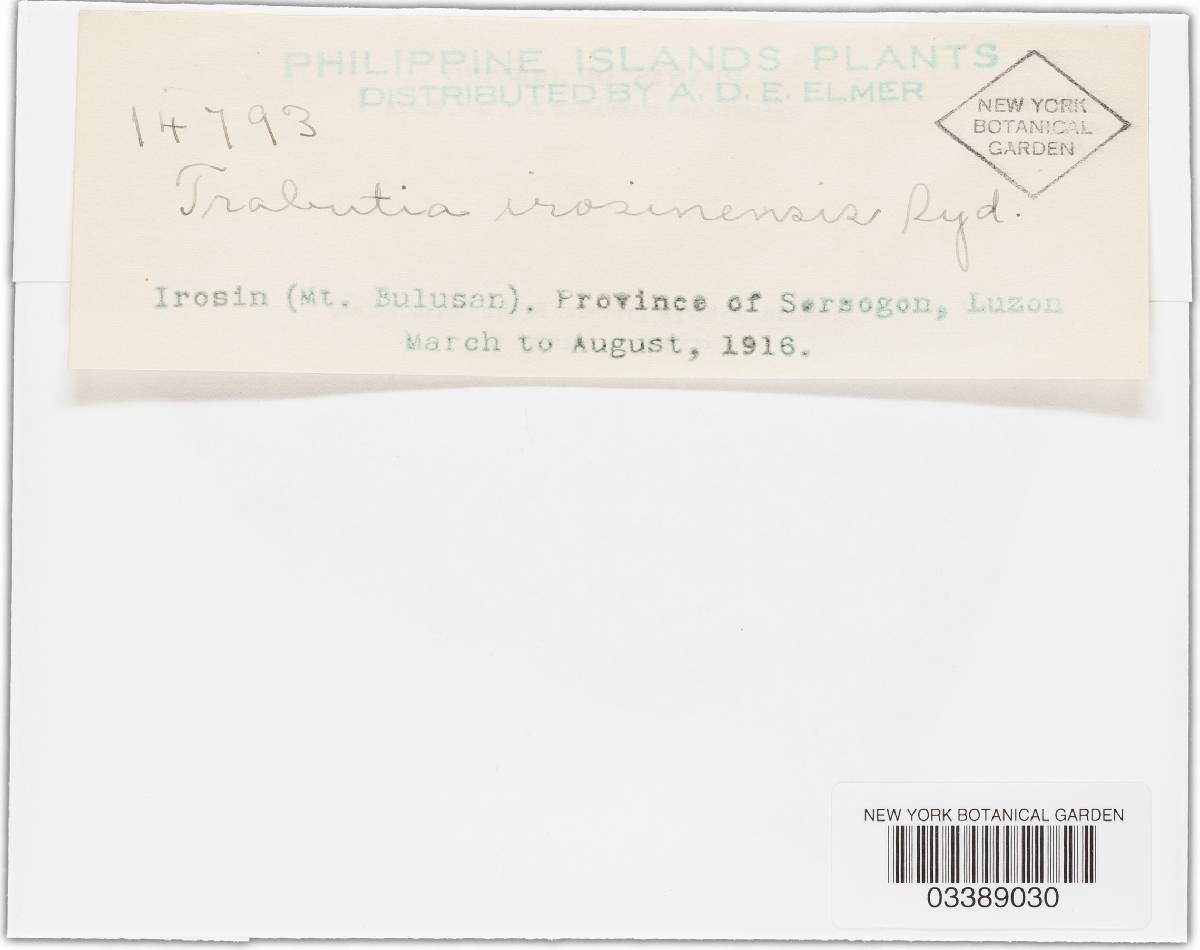 PHILIPPINE ISLANDS PLANTS
DISTRIBUTED BY A. D. E. ELMER
NEW YORK
BOTANICAL
GARDEN
14793
Trabutia irosinensis Ryd.
Irosin (Mt. Bulusan). Province of Sorsogon, Luzon
March to August, 1916.
NEW YORK BOTANICAL GARDEN
03389030